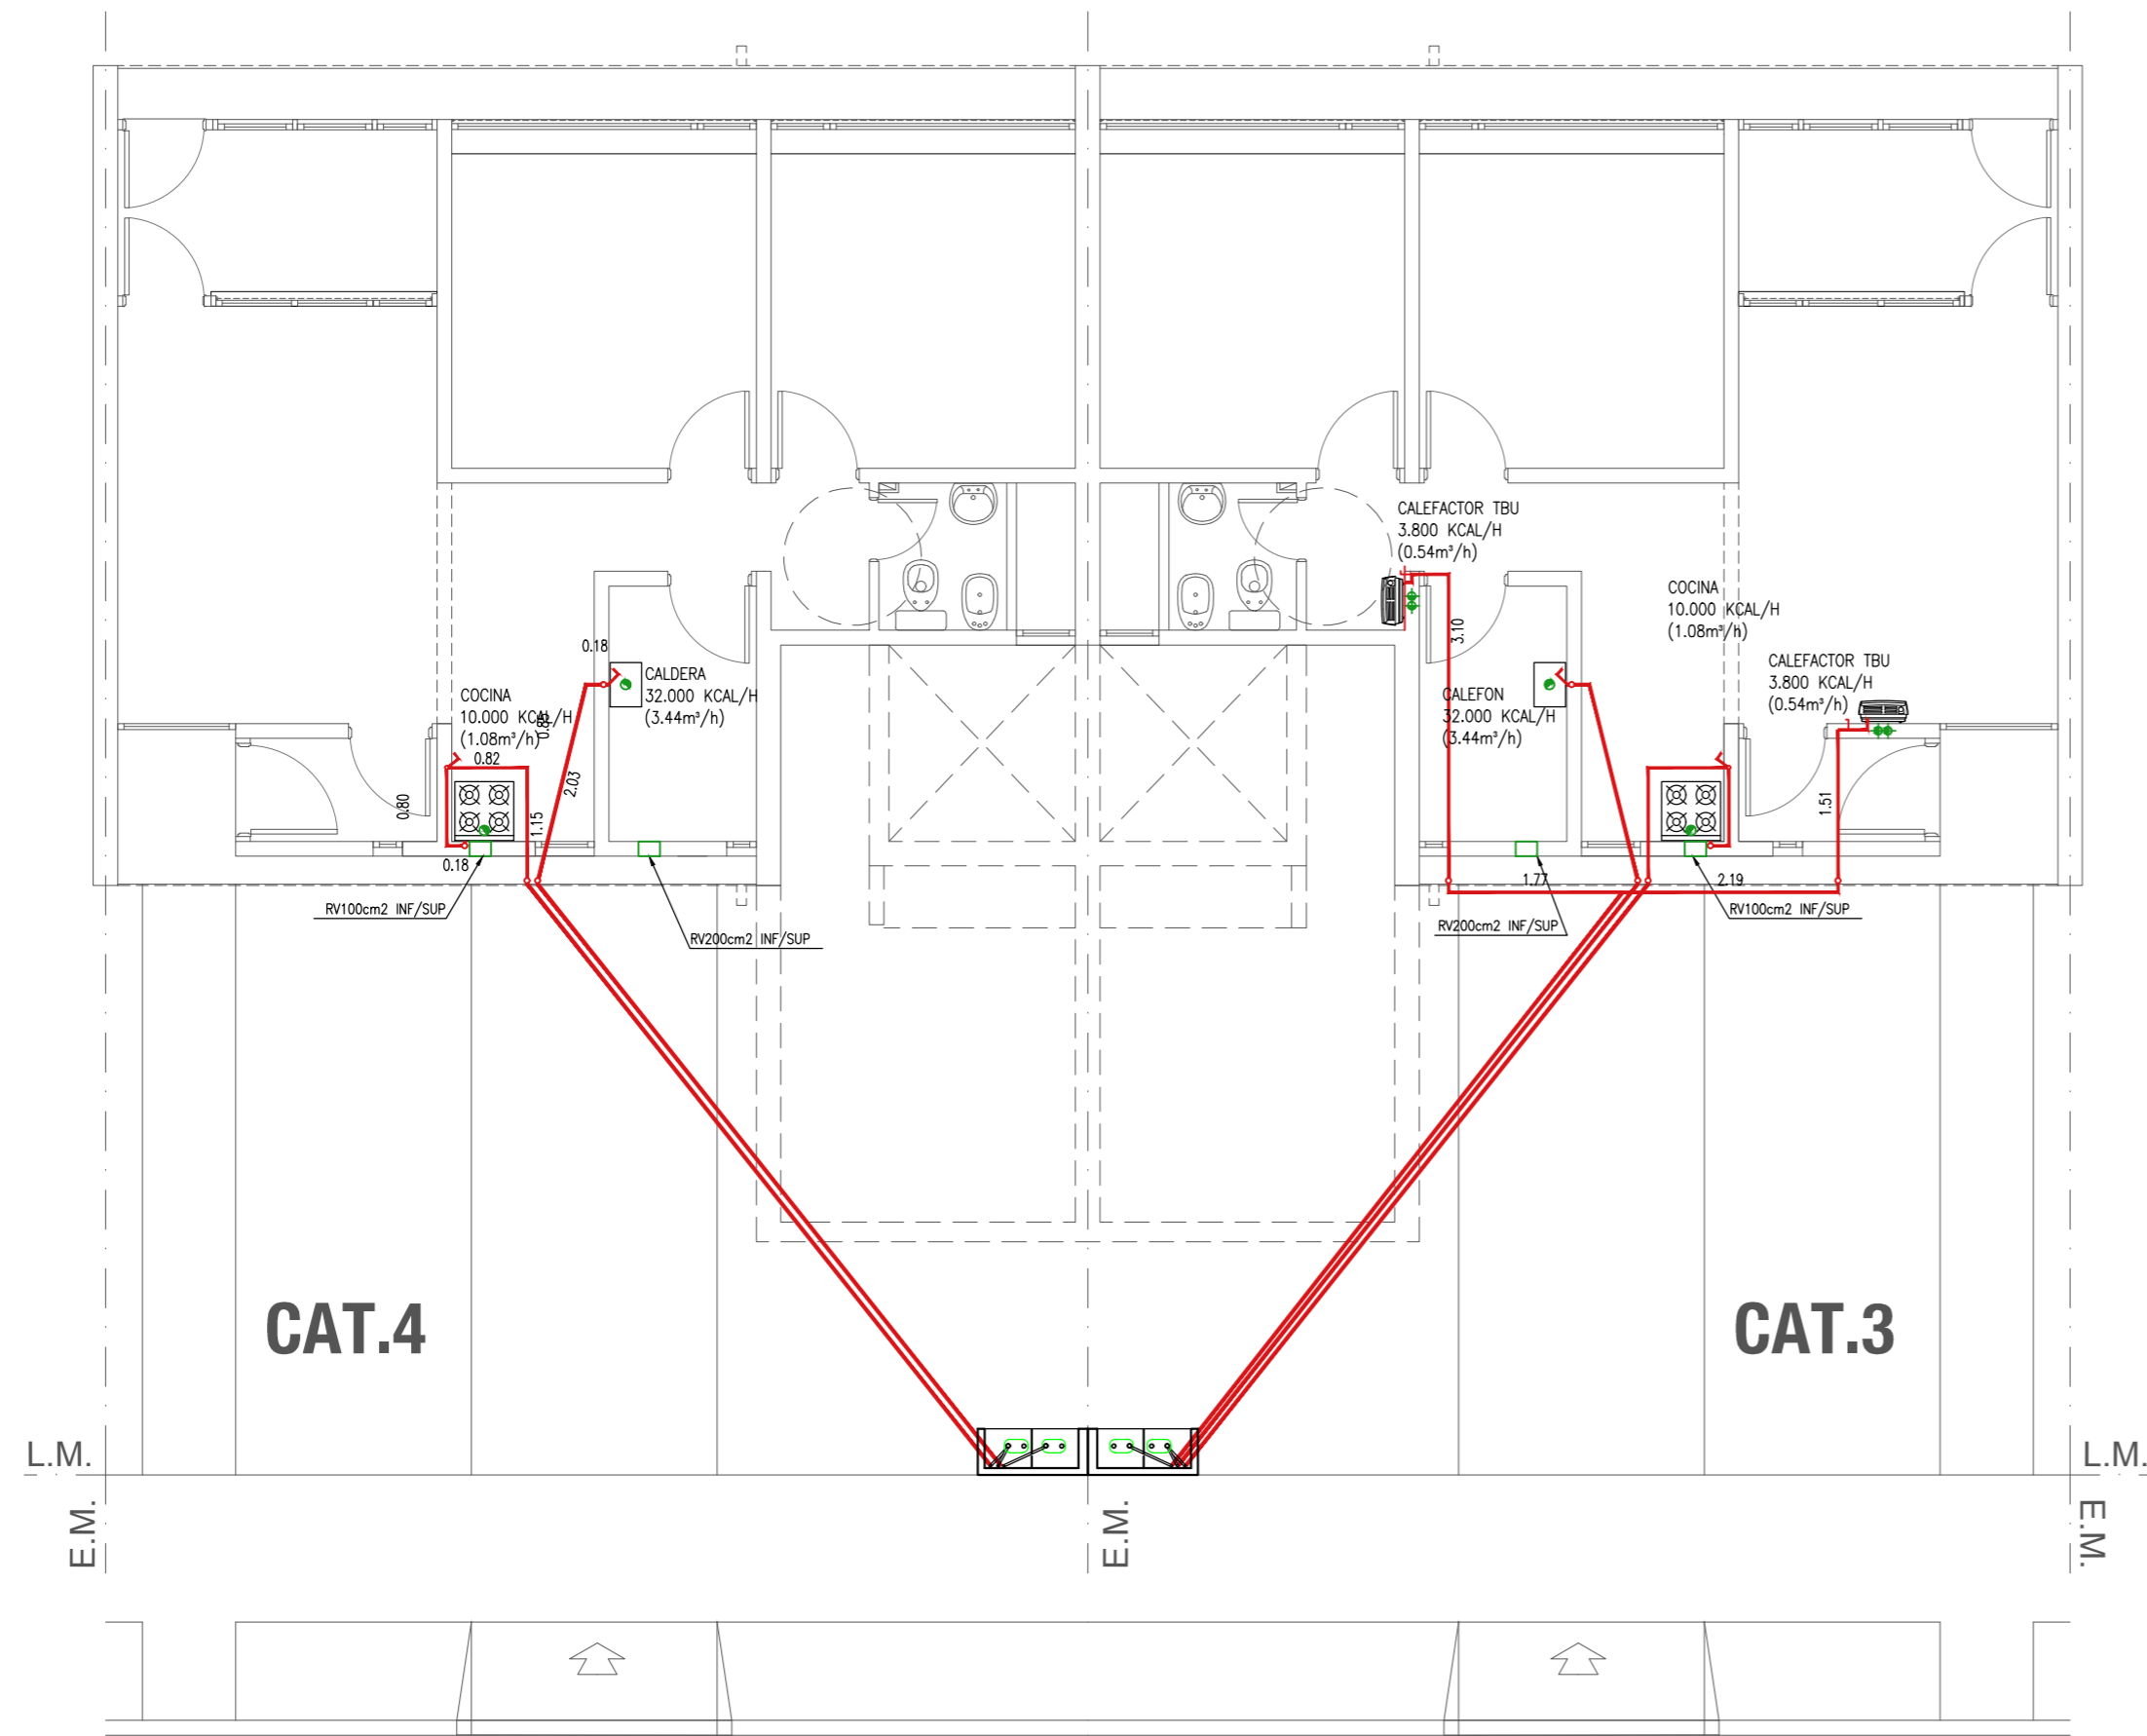 CALEFACTOR TBU
3.800 KCAL/H
(0.54m³/h)
COCINA
10.000 KCAL/H
(1.08m³/h)
3.10
0.18
CALDERA
32.000 KCAL/H
(3.44m³/h)
CALEFACTOR TBU
3.800 KCAL/H
(0.54m³/h)
COCINA
10.000 KCAL/H
(1.08m³/h)
0.82
CALEFON
32.000 KCAL/H
(3.44m³/h)
2.03
0.80
1.15
1.51
0.18
1.77
2.19
RV100cm2 INF/SUP
RV200cm2 INF/SUP
RV200cm2 INF/SUP
RV100cm2 INF/SUP
CAT.4
CAT.3
L.M.
L.M.
E.M.
E.M.
E.M.